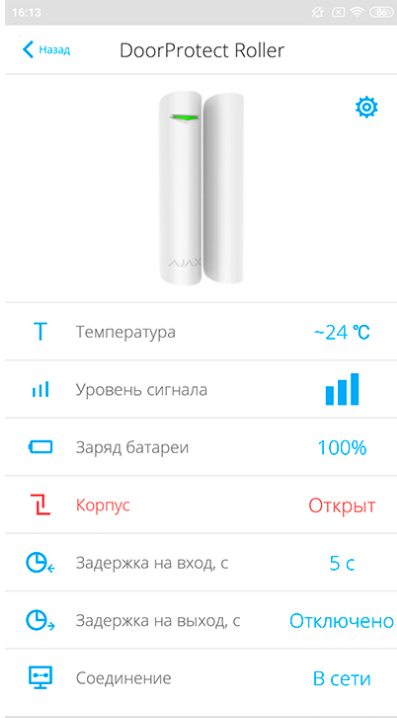 16:13
Назад
DoorProtect Roller
AJAX
Температура
~24 °C
Уровень сигнала
Заряд батареи
100%
Корпус
Открыт
Задержка на вход, с
5 с
Задержка на выход, с
Отключено
Соединение
В сети